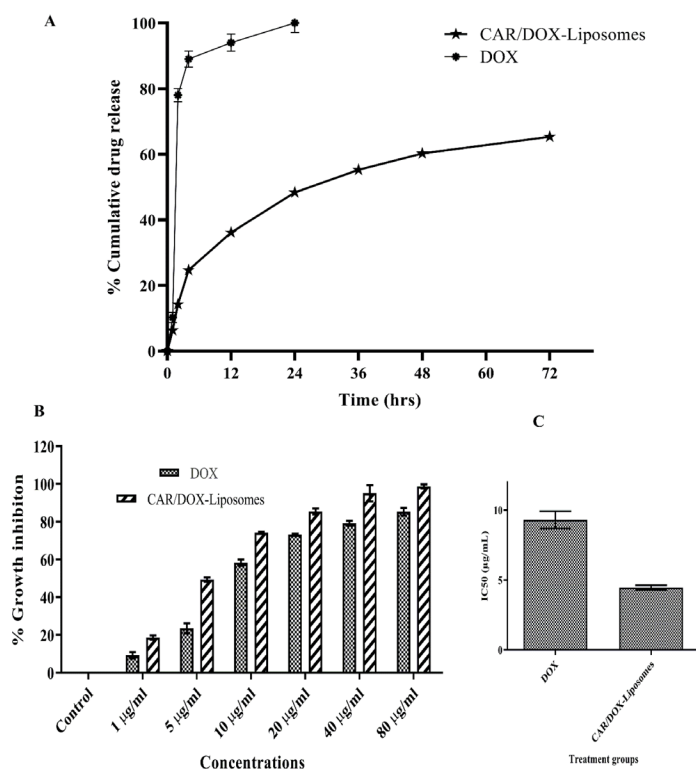 A
CAR/DOX-Liposomes
DOX
% Cumulative drug release
100
80
60
40
20
0
0 12 24 36 48 60 72
Time (hrs)
B
% Growth inhibiton
120
100
80
60
40
20
0
DOX
CAR/DOX-Liposomes
Control
1 µg/ml
5 µg/ml
10 µg/ml
20 µg/ml
40 µg/ml
80 µg/ml
Concentrations
C
IC50 (µg/mL)
10
5
0
DOX
CAR/DOX-Liposomes
Treatment groups